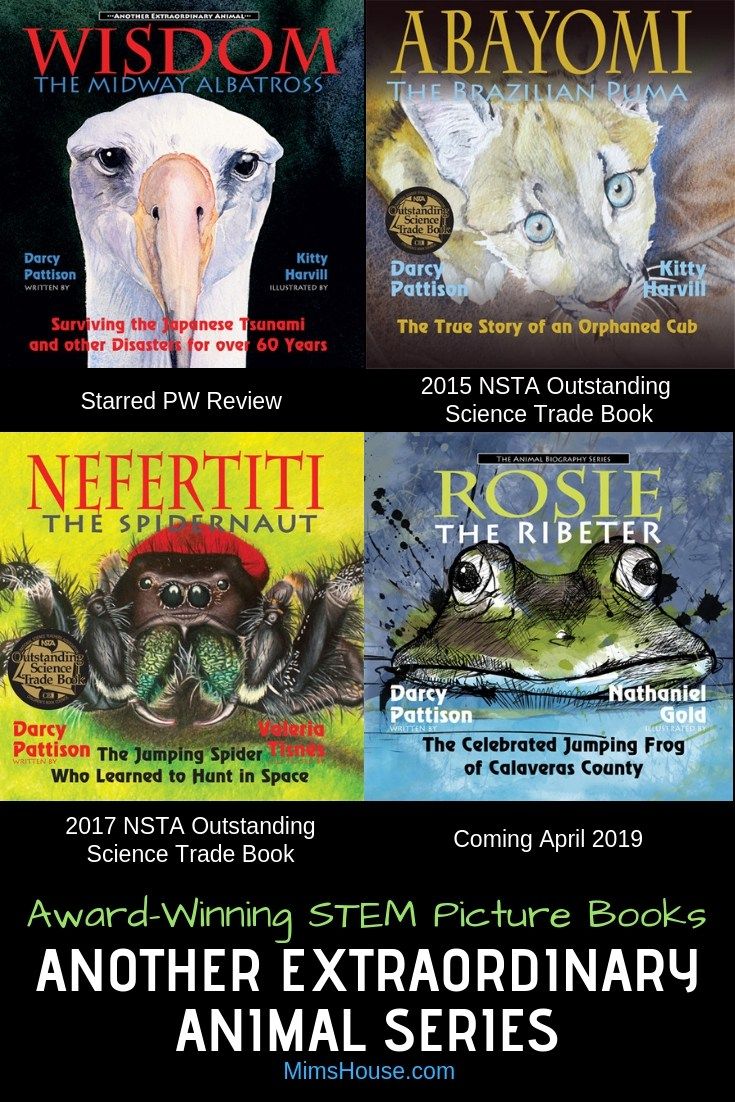 ···Another Extraordinary Animal···
WISDOM
THE MIDWAY ALBATROSS
Darcy
Pattison
WRITTEN BY
Kitty
Harvill
ILLUSTRATED BY
Surviving the Japanese Tsunami
and other Disasters for over 60 Years
Starred PW Review
ABAYOMI
THE BRAZILIAN PUMA
NSTA
Outstanding
Science
Trade Book
Darcy
Pattison
Kitty
Harvill
The True Story of an Orphaned Cub
2015 NSTA Outstanding
Science Trade Book
NEFERTITI
THE SPIDERNAUT
NSTA
Outstanding
Science
Trade Book
Darcy
Pattison
WRITTEN BY
Valeria
Tisnés
The Jumping Spider
Who Learned to Hunt in Space
2017 NSTA Outstanding
Science Trade Book
The Animal Biography Series
ROSIE
THE RIBETER
Darcy
Pattison
WRITTEN BY
Nathaniel
Gold
ILLUSTRATED BY
The Celebrated Jumping Frog
of Calaveras County
Coming April 2019
Award-Winning STEM Picture Books
ANOTHER EXTRAORDINARY
ANIMAL SERIES
MimsHouse.com